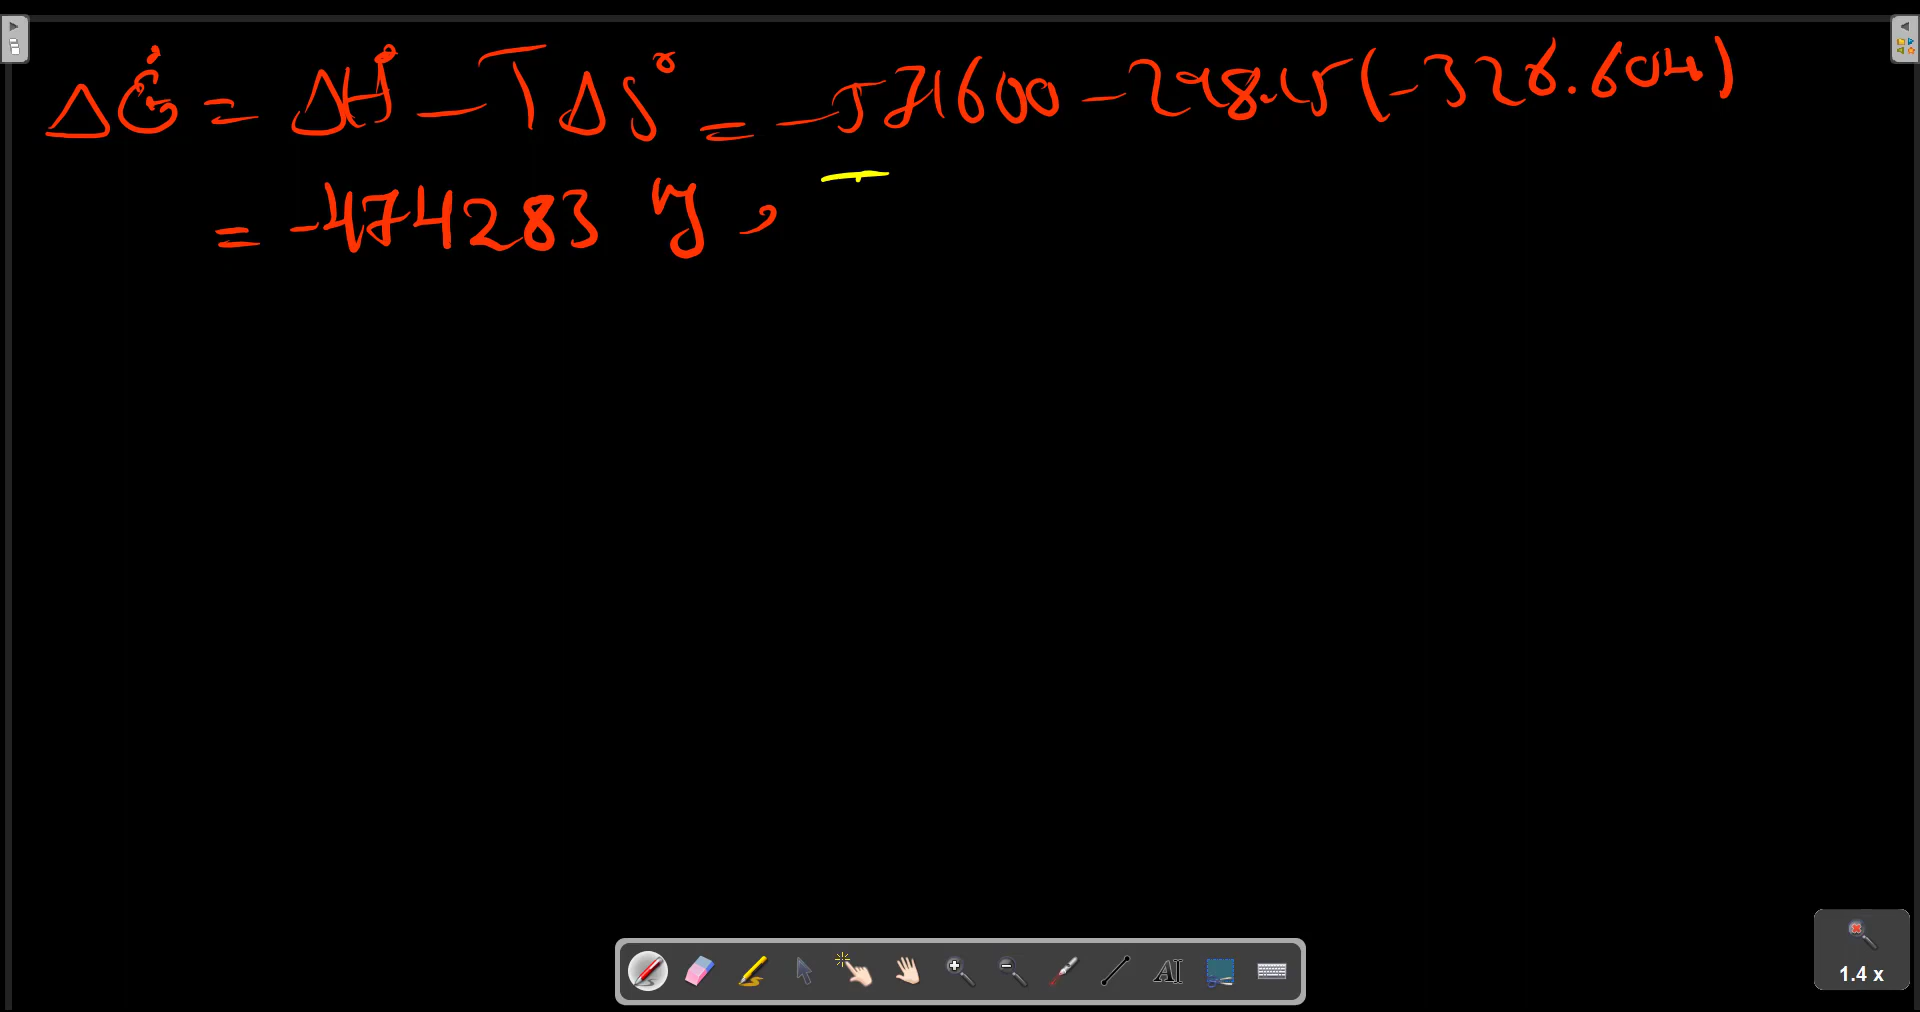 ΔG° = ΔH° - TΔS° = -571600 - 298.15(-326.604)
= -474283 J,
1.4 x